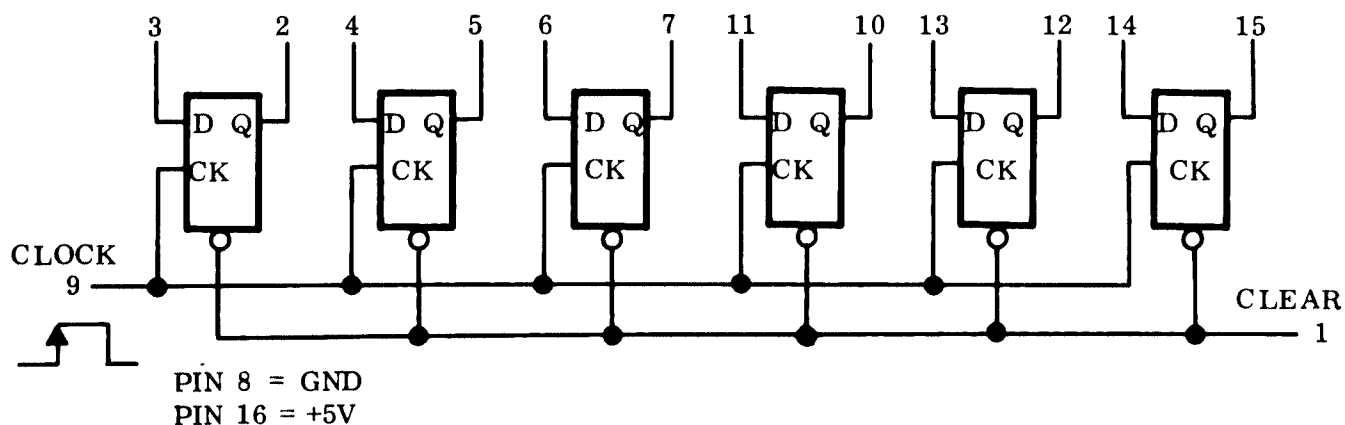 3 2 4 5 6 7 11 10 13 12 14 15
D Q D Q D Q D Q D Q D Q
CK CK CK CK CK CK
CLOCK
9
CLEAR
1
PIN 8 = GND
PIN 16 = +5V